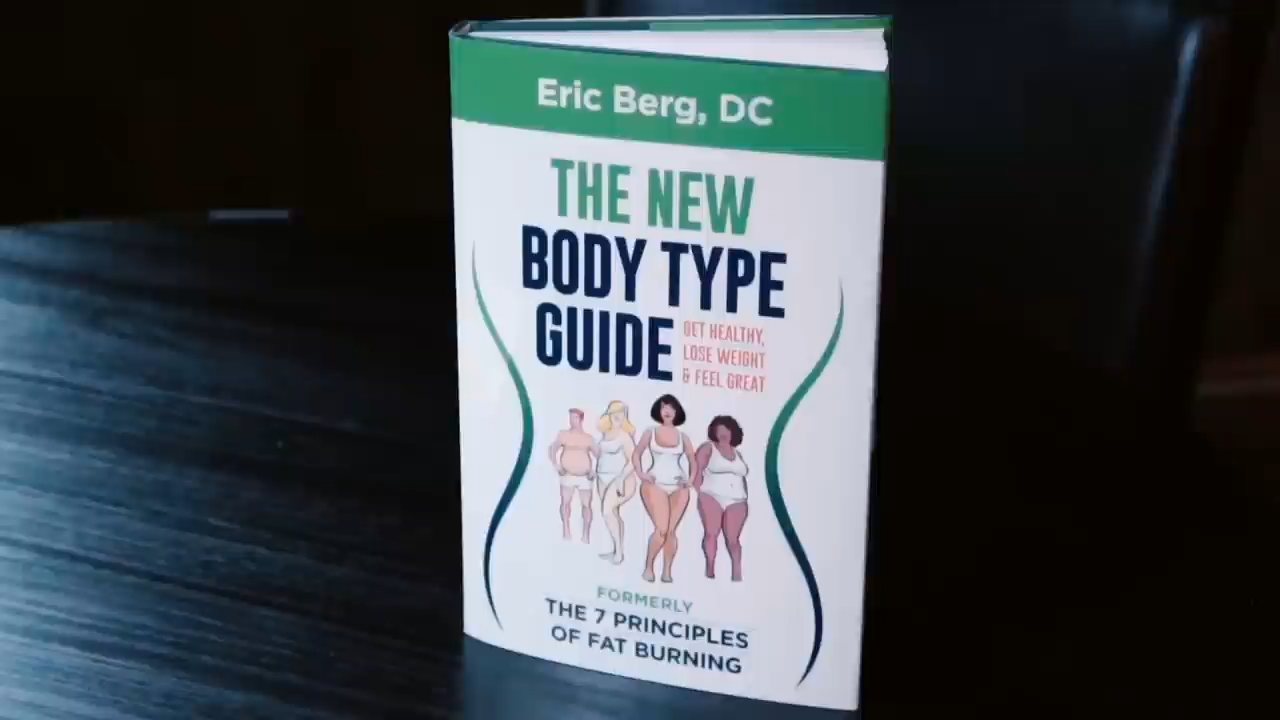 Eric Berg, DC
THE NEW
BODY TYPE
GUIDE
GET HEALTHY,
LOSE WEIGHT
& FEEL GREAT
FORMERLY
THE 7 PRINCIPLES
OF FAT BURNING